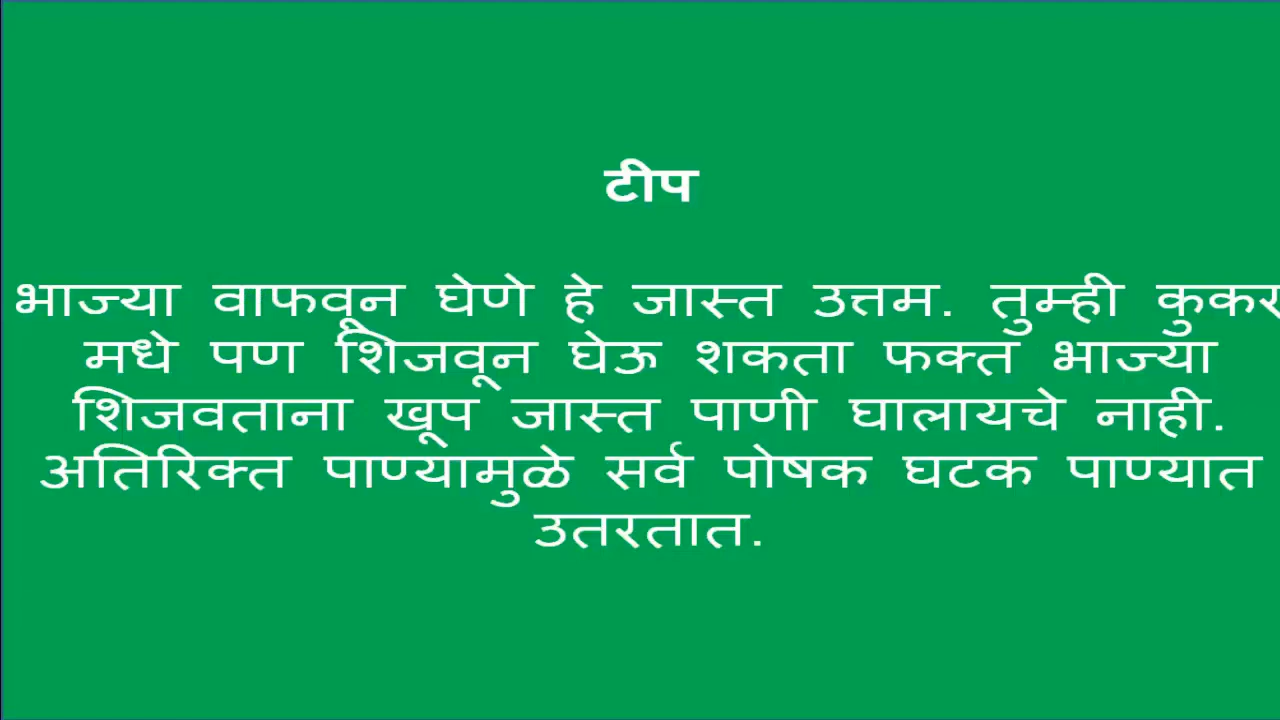 टीप
भाज्या वाफवून घेणे हे जास्त उत्तम. तुम्ही कुकर
मधे पण शिजवून घेऊ शकता फक्त भाज्या
शिजवताना खूप जास्त पाणी घालायचे नाही.
अतिरिक्त पाण्यामुळे सर्व पोषक घटक पाण्यात
उतरतात.